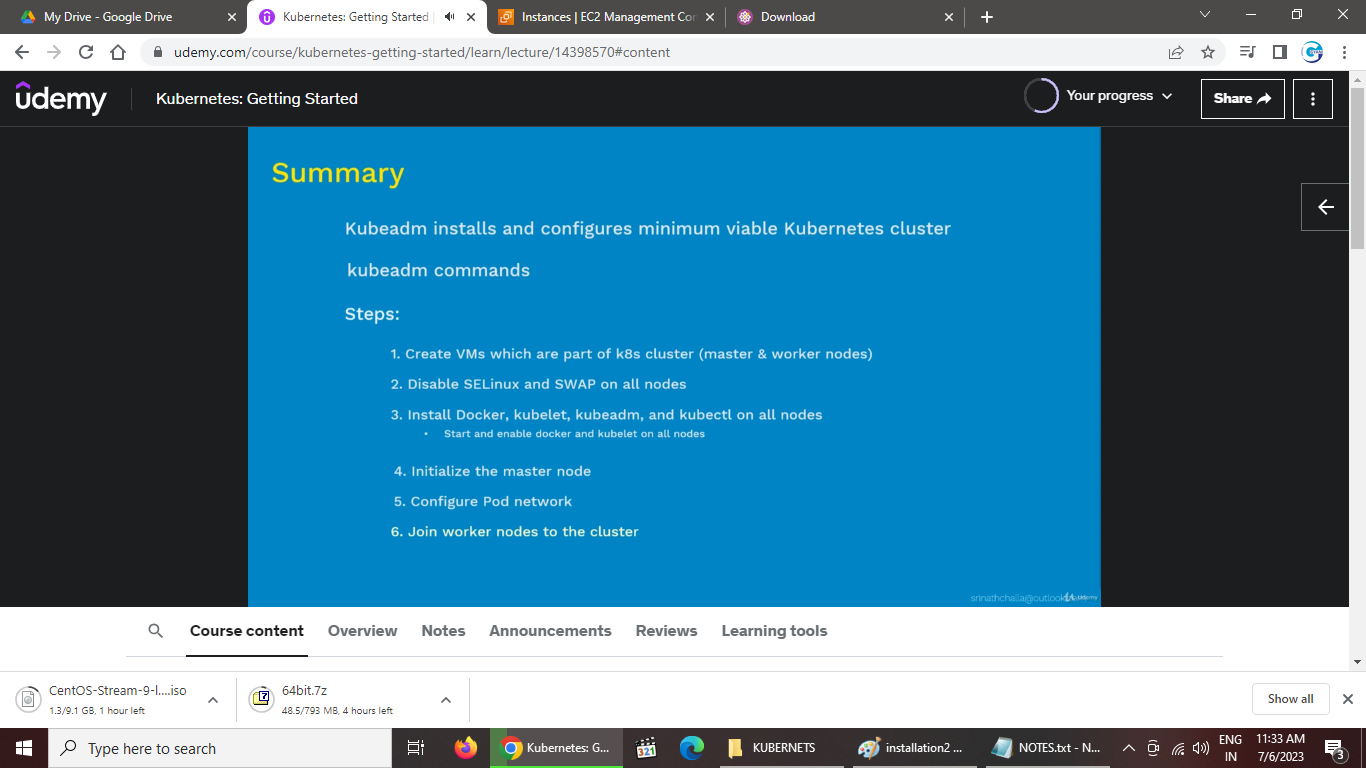 My Drive - Google Drive
Kubernetes: Getting Started
Instances | EC2 Management Con
Download
udemy.com/course/kubernetes-getting-started/learn/lecture/14398570#content
udemy
Kubernetes: Getting Started
Your progress
Share
Summary
Kubeadm installs and configures minimum viable Kubernetes cluster
kubeadm commands
Steps:
1. Create VMs which are part of k8s cluster (master & worker nodes)
2. Disable SELinux and SWAP on all nodes
3. Install Docker, kubelet, kubeadm, and kubectl on all nodes
• Start and enable docker and kubelet on all nodes
4. Initialize the master node
5. Configure Pod network
6. Join worker nodes to the cluster
Course content
Overview
Notes
Announcements
Reviews
Learning tools
CentOS-Stream-9-l....iso
1.3/9.1 GB, 1 hour left
64bit.7z
48.5/793 MB, 4 hours left
Show all
Type here to search
Kubernetes: G...
321
KUBERNETS
installation2 ...
NOTES.txt - N...
ENG
IN
11:33 AM
7/6/2023
3